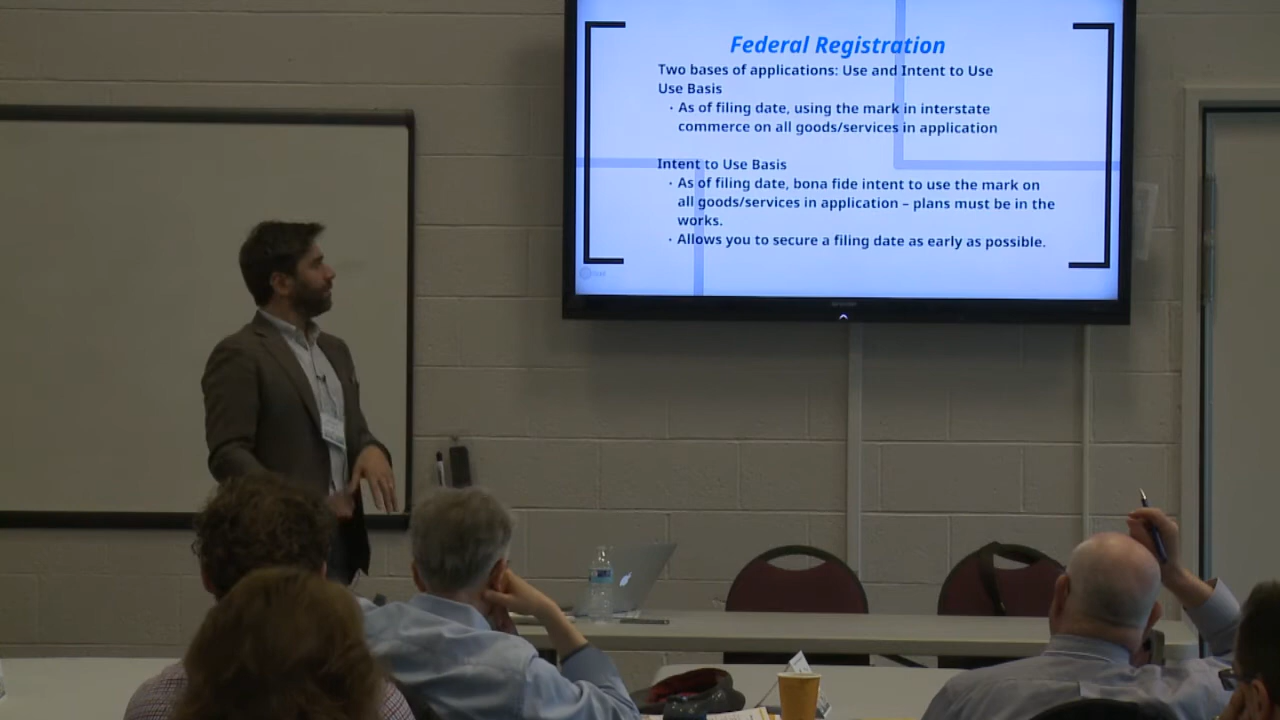 Federal Registration
Two bases of applications: Use and Intent to Use
Use Basis
· As of filing date, using the mark in interstate
commerce on all goods/services in application
Intent to Use Basis
· As of filing date, bona fide intent to use the mark on
all goods/services in application – plans must be in the
works.
· Allows you to secure a filing date as early as possible.